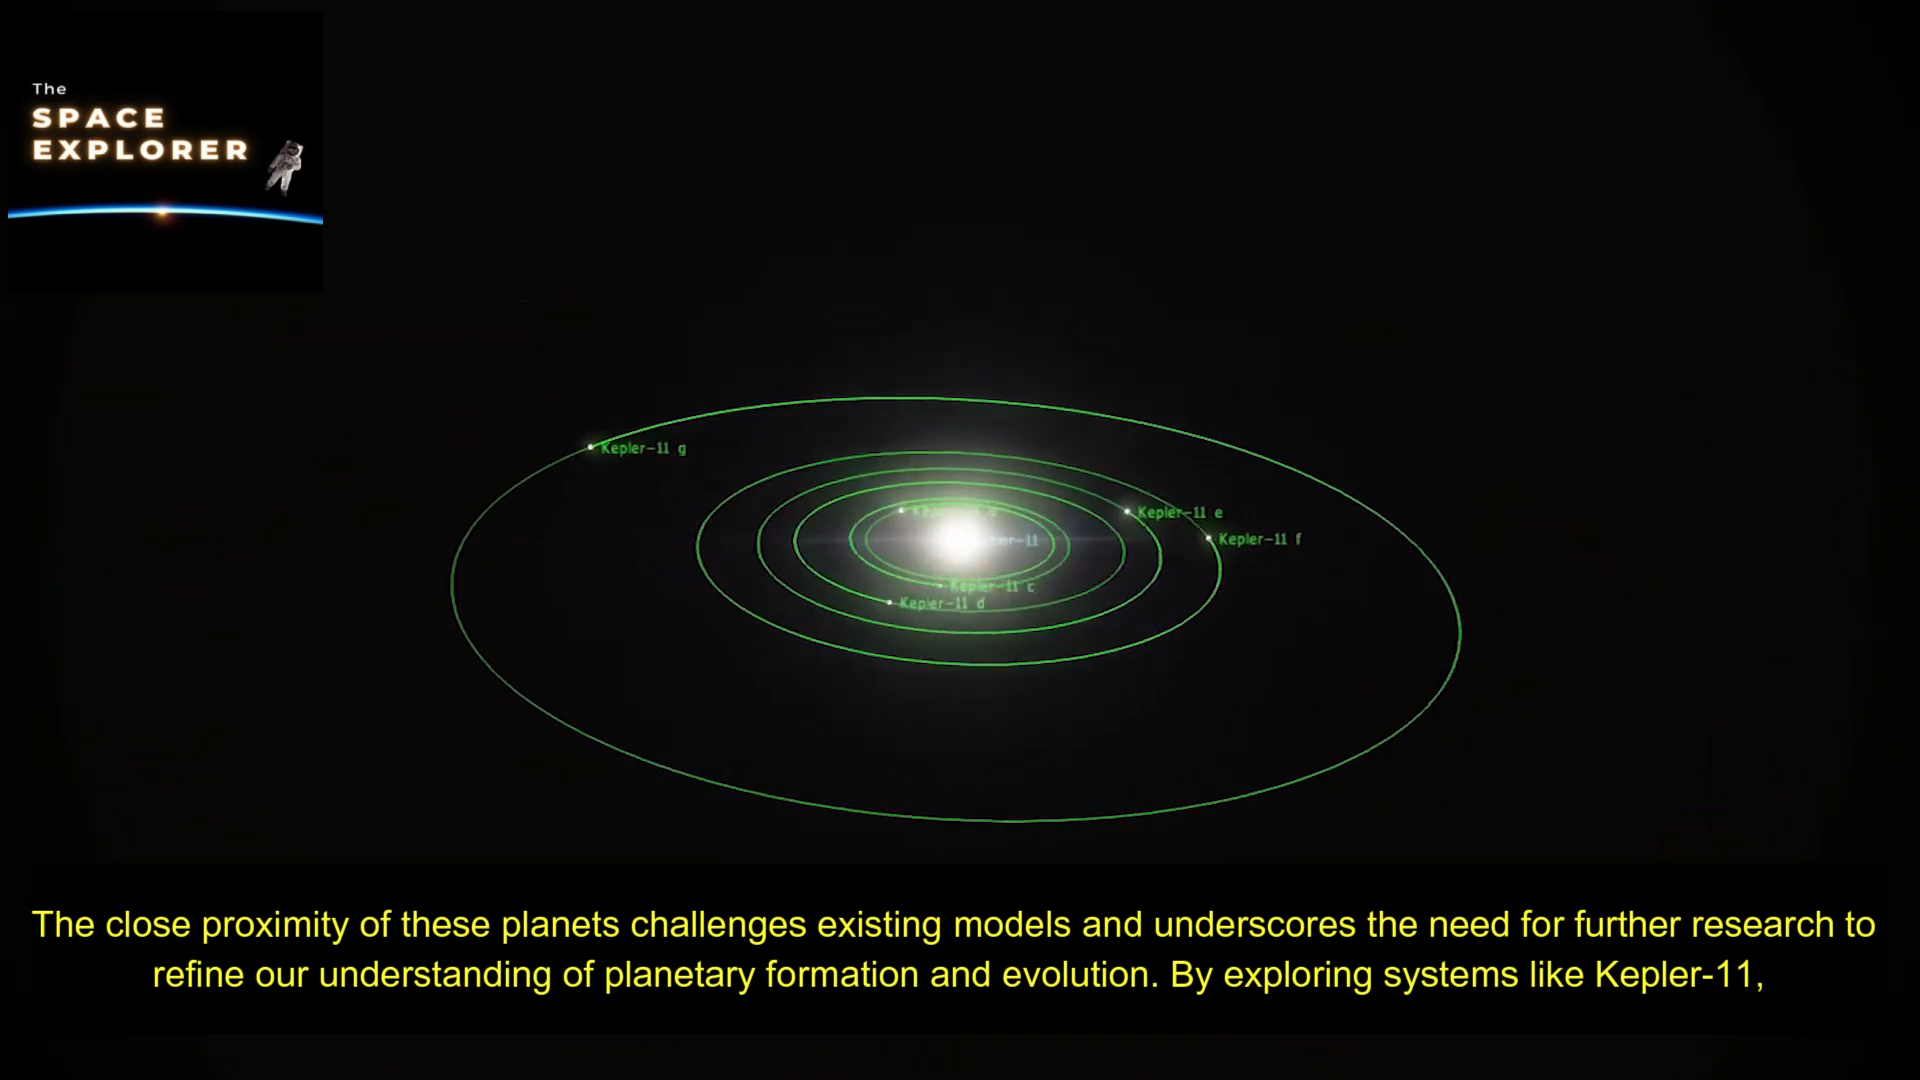 The
SPACE
EXPLORER
Kepler-11 g
Kepler-11 e
Kepler-11 f
Kepler-11 c
Kepler-11 d
The close proximity of these planets challenges existing models and underscores the need for further research to
refine our understanding of planetary formation and evolution. By exploring systems like Kepler-11,